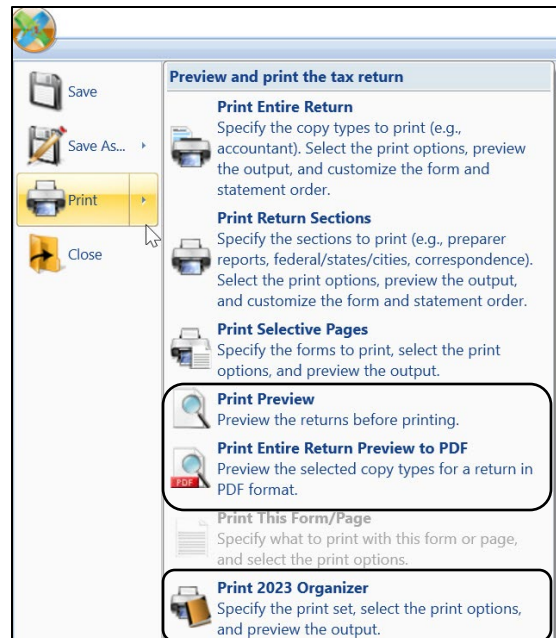 Save
Save As...
Print
Close
Preview and print the tax return
Print Entire Return
Specify the copy types to print (e.g.,
accountant). Select the print options, preview
the output, and customize the form and
statement order.
Print Return Sections
Specify the sections to print (e.g., preparer
reports, federal/states/cities, correspondence).
Select the print options, preview the output,
and customize the form and statement order.
Print Selective Pages
Specify the forms to print, select the print
options, and preview the output.
Print Preview
Preview the returns before printing.
Print Entire Return Preview to PDF
Preview the selected copy types for a return in
PDF format.
PDF
Print This Form/Page
Specify what to print with this form or page,
and select the print options.
Print 2023 Organizer
Specify the print set, select the print options,
and preview the output.